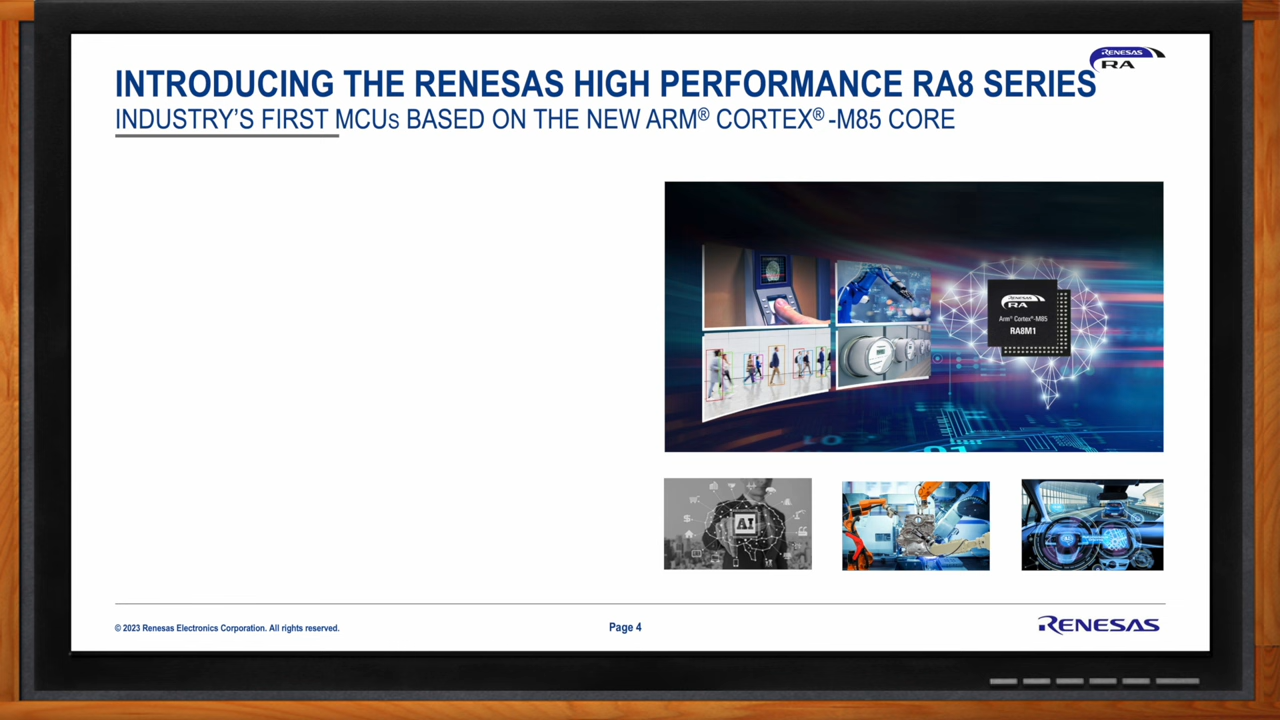 RENESAS
RA
INTRODUCING THE RENESAS HIGH PERFORMANCE RA8 SERIES
INDUSTRY’S FIRST MCUs BASED ON THE NEW ARM® CORTEX® -M85 CORE
RENESAS
RA
Arm® Cortex®-M85
RA8M1
AI
© 2023 Renesas Electronics Corporation. All rights reserved.
Page 4
RENESAS